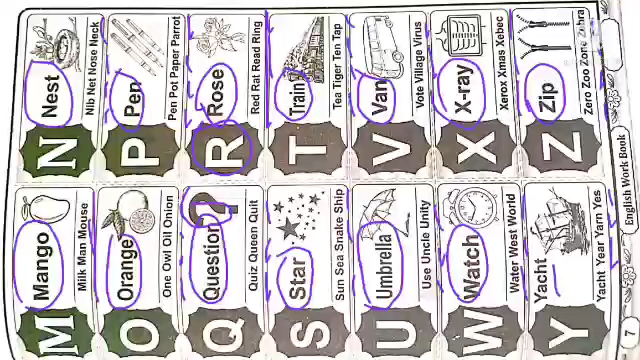 M
Mango
Milk Man Mouse
N
Nest
Nib Net Nose Neck
O
Orange
One Owl Oil Onion
P
Pen
Pen Pot Paper Parrot
Q
Question
?
Quiz Queen Quit
R
Rose
Red Rat Read Ring
S
Star
Sun Sea Snake Ship
T
Train
Tea Tiger Ten Tap
U
Umbrella
Use Uncle Unity
V
Van
Vote Village Virus
W
Watch
Water West World
X
X-ray
Xerox Xmas Xebec
Y
Yacht
Yacht Year Yarn Yes
Z
Zip
Zero Zoo Zone Zebra
7
English Work Book